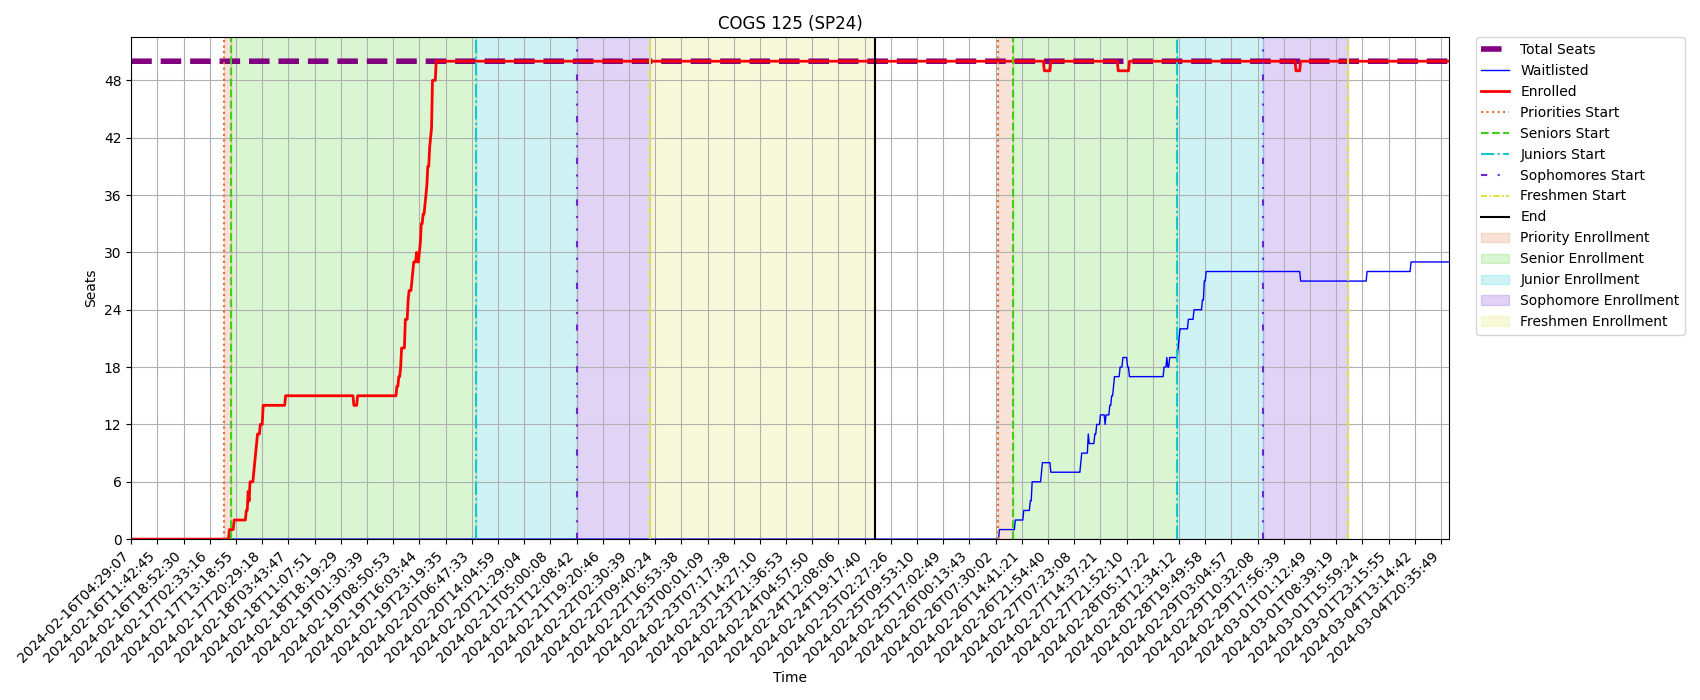 COGS 125 (SP24)
Seats
48
42
36
30
24
18
12
6
0
2024-02-16T04:29:07
2024-02-16T11:42:45
2024-02-16T18:52:30
2024-02-17T02:33:16
2024-02-17T13:18:55
2024-02-17T20:29:18
2024-02-18T03:43:47
2024-02-18T11:07:51
2024-02-18T18:19:29
2024-02-19T01:30:39
2024-02-19T08:50:53
2024-02-19T16:03:44
2024-02-19T23:19:35
2024-02-20T06:47:33
2024-02-20T14:04:59
2024-02-20T21:29:04
2024-02-21T05:00:08
2024-02-21T12:08:42
2024-02-21T19:20:46
2024-02-22T02:30:39
2024-02-22T09:40:24
2024-02-22T16:53:38
2024-02-23T00:01:09
2024-02-23T07:17:38
2024-02-23T14:27:10
2024-02-23T21:36:53
2024-02-24T04:57:50
2024-02-24T12:08:06
2024-02-24T19:17:40
2024-02-25T02:27:26
2024-02-25T09:53:10
2024-02-25T17:02:49
2024-02-26T00:13:43
2024-02-26T07:30:02
2024-02-26T14:41:21
2024-02-26T21:54:40
2024-02-27T07:23:08
2024-02-27T14:37:21
2024-02-27T21:52:10
2024-02-28T05:17:22
2024-02-28T12:34:12
2024-02-28T19:49:58
2024-02-29T03:04:57
2024-02-29T10:32:08
2024-02-29T17:56:39
2024-03-01T01:12:49
2024-03-01T08:39:19
2024-03-01T15:59:24
2024-03-01T23:15:55
2024-03-04T13:14:42
2024-03-04T20:35:49
Time
Total Seats
Waitlisted
Enrolled
Priorities Start
Seniors Start
Juniors Start
Sophomores Start
Freshmen Start
End
Priority Enrollment
Senior Enrollment
Junior Enrollment
Sophomore Enrollment
Freshmen Enrollment